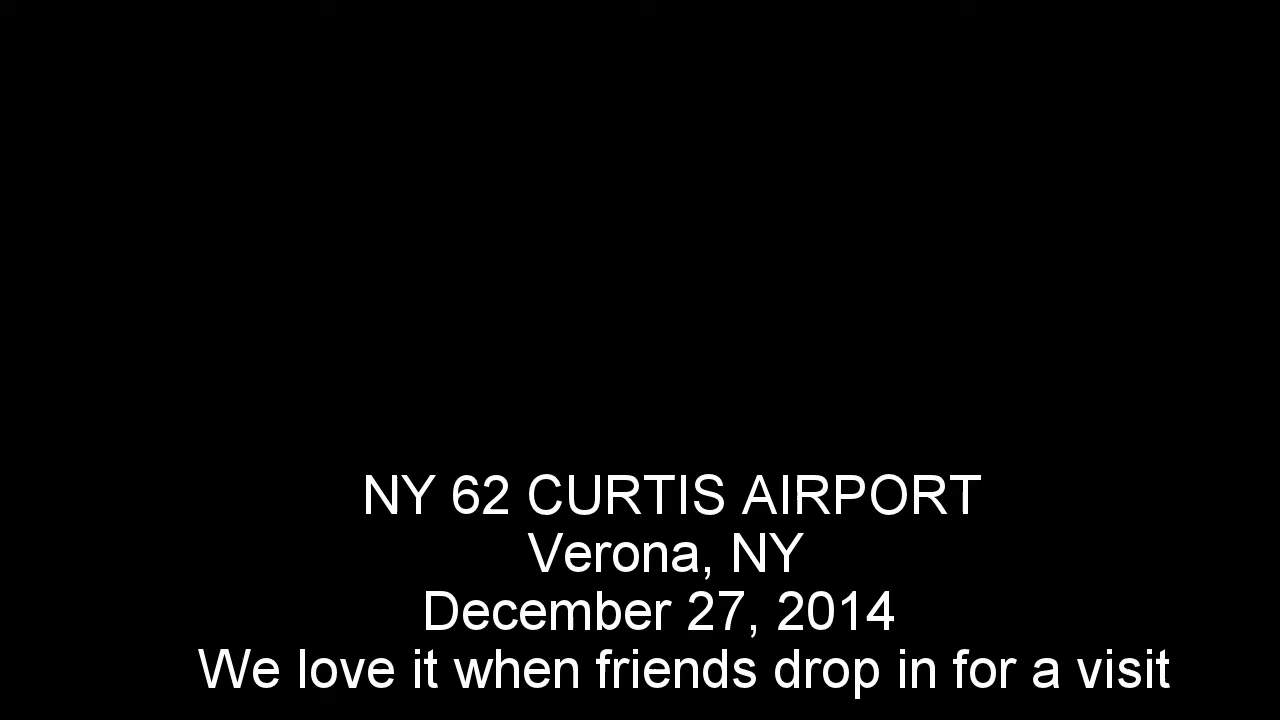 NY 62 CURTIS AIRPORT
Verona, NY
December 27, 2014
We love it when friends drop in for a visit